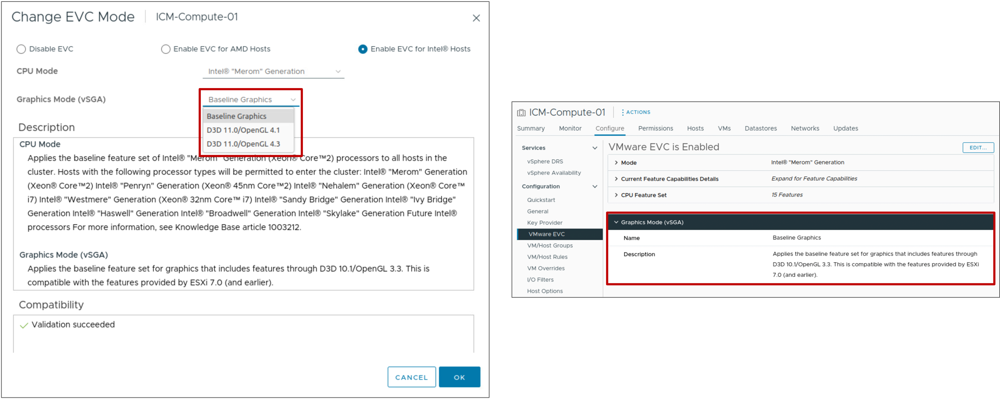 Change EVC Mode
ICM-Compute-01
Disable EVC
Enable EVC for AMD Hosts
Enable EVC for Intel® Hosts
CPU Mode
Intel® "Merom" Generation
Graphics Mode (vSGA)
Baseline Graphics
Baseline Graphics
D3D 11.0/OpenGL 4.1
D3D 11.0/OpenGL 4.3
Description
CPU Mode
Applies the baseline feature set of Intel® "Merom" Generation (Xeon® Core™2) processors to all hosts in the
cluster. Hosts with the following processor types will be permitted to enter the cluster: Intel® "Merom" Generation
(Xeon® Core™2) Intel® "Penryn" Generation (Xeon® 45nm Core™2) Intel® "Nehalem" Generation (Xeon® Core™
i7) Intel® "Westmere" Generation (Xeon® 32nm Core™ i7) Intel® "Sandy Bridge" Generation Intel® "Ivy Bridge"
Generation Intel® "Haswell" Generation Intel® "Broadwell" Generation Intel® "Skylake" Generation Future Intel®
processors For more information, see Knowledge Base article 1003212.
Graphics Mode (vSGA)
Applies the baseline feature set for graphics that includes features through D3D 10.1/OpenGL 3.3. This is
compatible with the features provided by ESXi 7.0 (and earlier).
Compatibility
Validation succeeded
CANCEL
OK
ICM-Compute-01
ACTIONS
Summary Monitor Configure Permissions Hosts VMs Datastores Networks Updates
Services
vSphere DRS
vSphere Availability
Configuration
Quickstart
General
Key Provider
VMware EVC
VM/Host Groups
VM/Host Rules
VM Overrides
I/O Filters
Host Options
VMware EVC is Enabled
EDIT...
Mode
Intel® "Merom" Generation
Current Feature Capabilities Details
Expand for Feature Capabilities
CPU Feature Set
15 Features
Graphics Mode (vSGA)
Name
Baseline Graphics
Description
Applies the baseline feature set for graphics that includes features through
D3D 10.1/OpenGL 3.3. This is compatible with the features provided by ESXi
7.0 (and earlier).